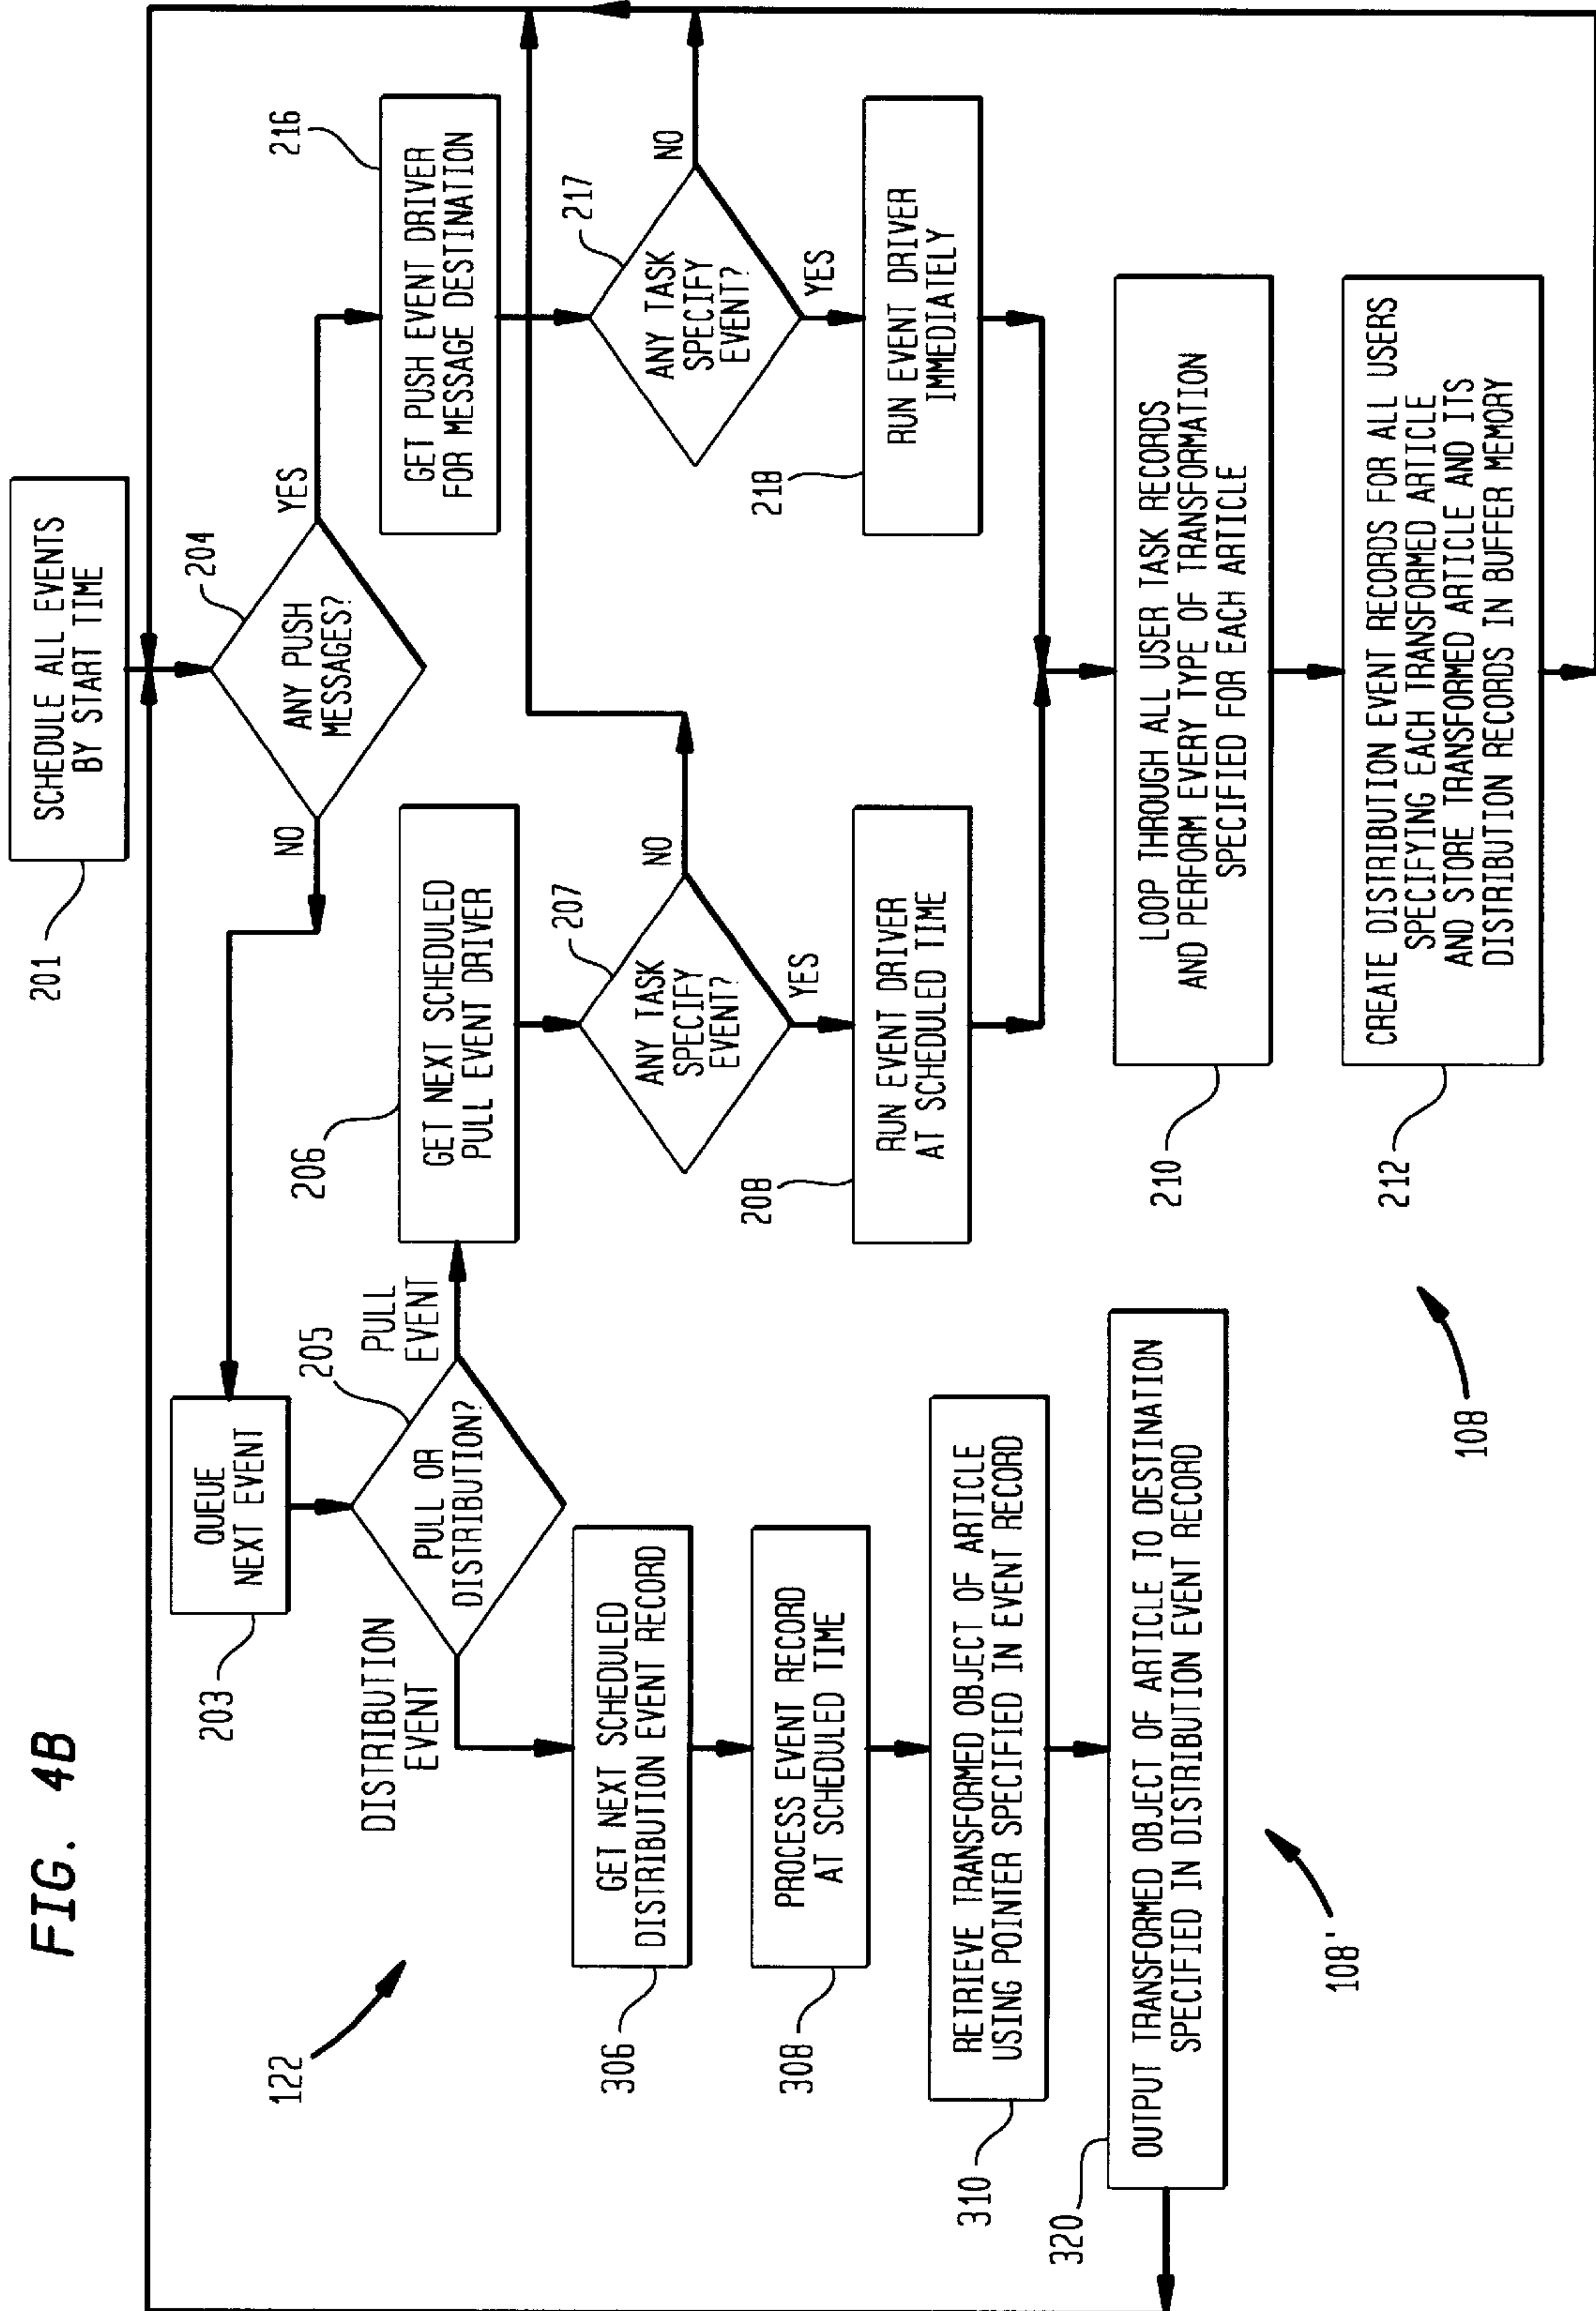 FIG. 4B
201
SCHEDULE ALL EVENTS
BY START TIME
204
ANY PUSH
MESSAGES?
YES
NO
216
GET PUSH EVENT DRIVER
FOR MESSAGE DESTINATION
217
ANY TASK
SPECIFY
EVENT?
NO
YES
218
RUN EVENT DRIVER
IMMEDIATELY
203
QUEUE
NEXT EVENT
205
PULL OR
DISTRIBUTION?
PULL
EVENT
DISTRIBUTION
EVENT
206
GET NEXT SCHEDULED
PULL EVENT DRIVER
207
ANY TASK
SPECIFY
EVENT?
NO
YES
208
RUN EVENT DRIVER
AT SCHEDULED TIME
210
LOOP THROUGH ALL USER TASK RECORDS
AND PERFORM EVERY TYPE OF TRANSFORMATION
SPECIFIED FOR EACH ARTICLE
212
CREATE DISTRIBUTION EVENT RECORDS FOR ALL USERS
SPECIFYING EACH TRANSFORMED ARTICLE
AND STORE TRANSFORMED ARTICLE AND ITS
DISTRIBUTION RECORDS IN BUFFER MEMORY
108
122
306
GET NEXT SCHEDULED
DISTRIBUTION EVENT RECORD
308
PROCESS EVENT RECORD
AT SCHEDULED TIME
310
RETRIEVE TRANSFORMED OBJECT OF ARTICLE
USING POINTER SPECIFIED IN EVENT RECORD
320
OUTPUT TRANSFORMED OBJECT OF ARTICLE TO DESTINATION
SPECIFIED IN DISTRIBUTION EVENT RECORD
108'